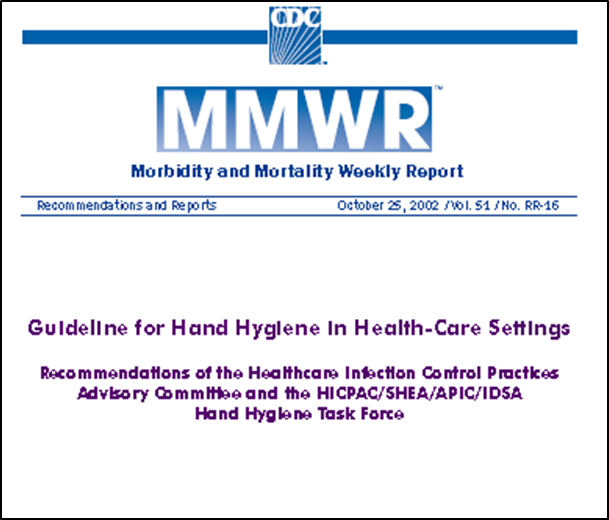 CDC
MMWR™
Morbidity and Mortality Weekly Report
Recommendations and Reports October 25, 2002 / Vol. 51 / No. RR-16
Guideline for Hand Hygiene in Health-Care Settings
Recommendations of the Healthcare Infection Control Practices
Advisory Committee and the HICPAC/SHEA/APIC/IDSA
Hand Hygiene Task Force